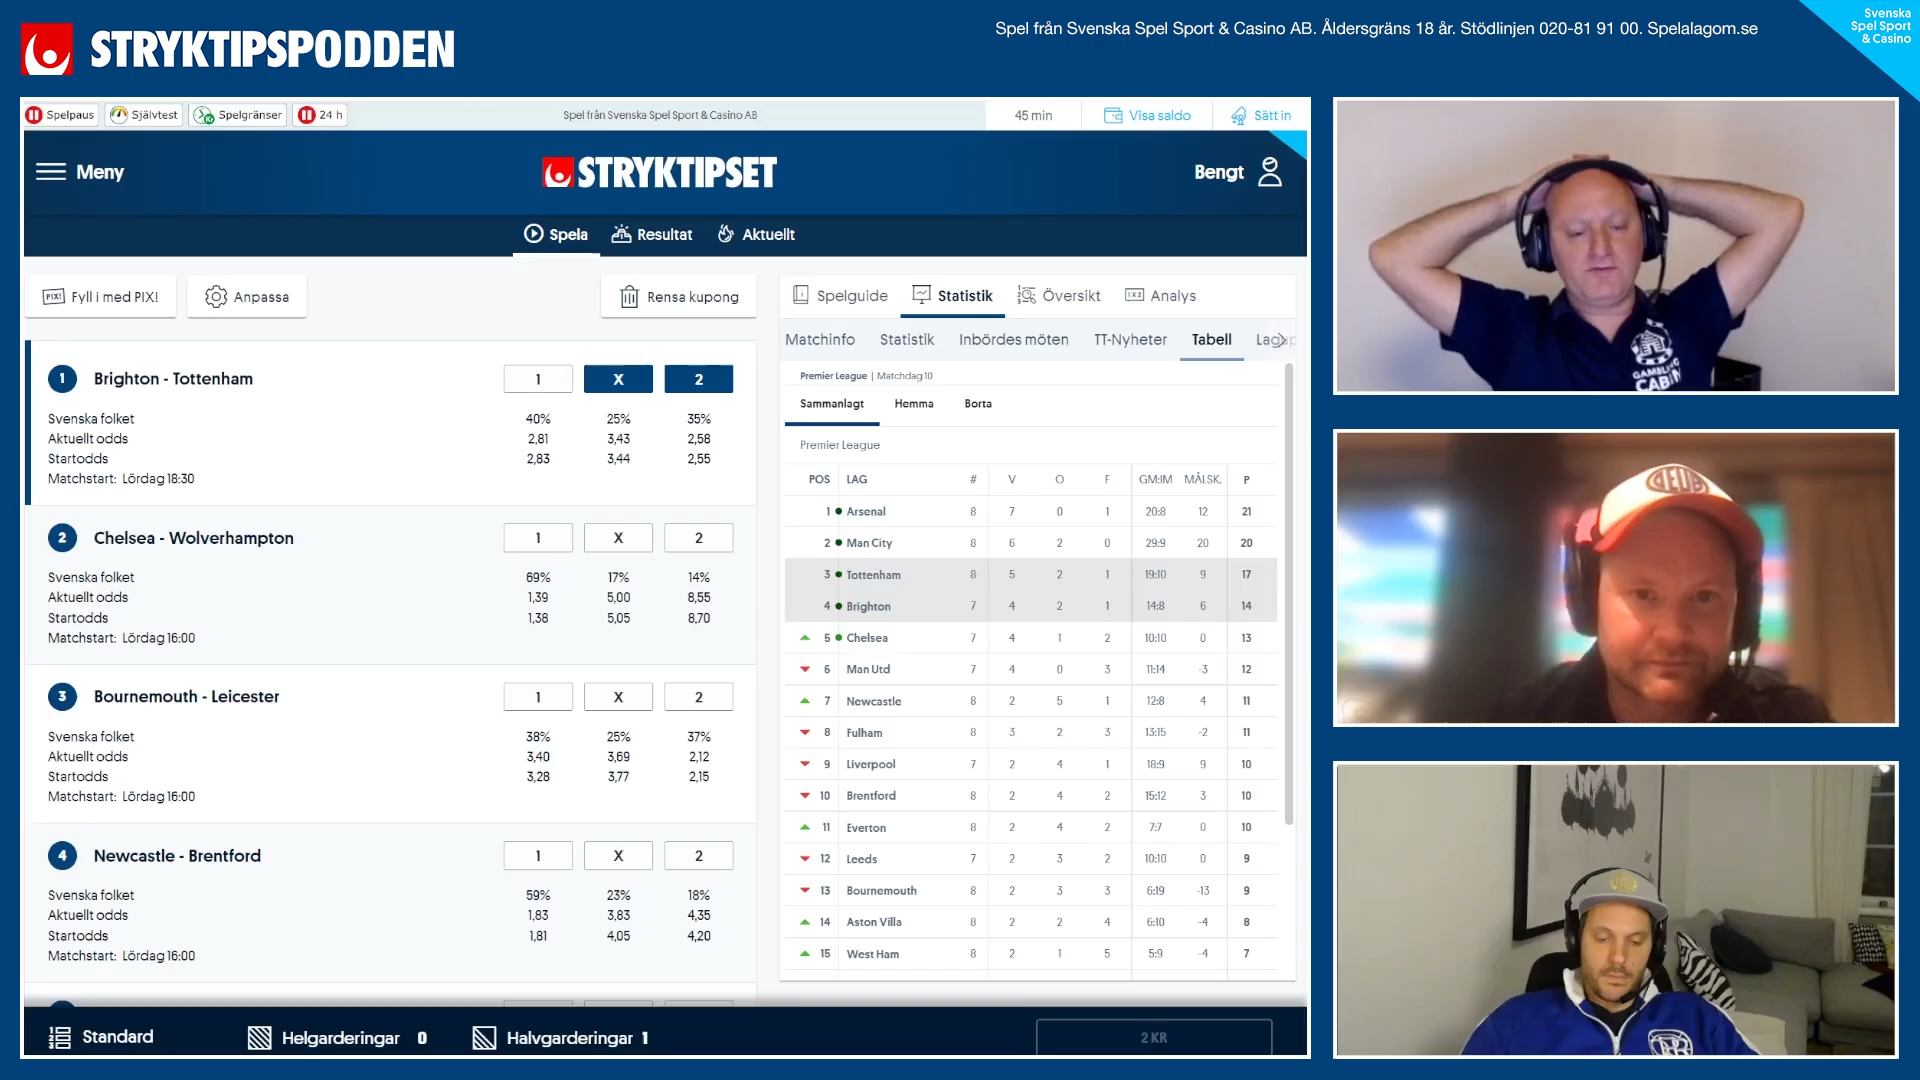 STRYKTIPSPODDEN
Spel från Svenska Spel Sport & Casino AB. Åldersgräns 18 år. Stödlinjen 020-81 91 00. Spelalagom.se
Svenska
Spel Sport
& Casino
Spelpaus Självtest Spelgränser 24 h Spel från Svenska Spel Sport & Casino AB 45 min Visa saldo Sätt in
Meny STRYKTIPSET Bengt
Spela Resultat Aktuellt
PIX! Fyll i med PIX! Anpassa Rensa kupong
1 Brighton - Tottenham 1 X 2
Svenska folket 40% 25% 35%
Aktuellt odds 2,81 3,43 2,58
Startodds 2,83 3,44 2,55
Matchstart: Lördag 18:30
2 Chelsea - Wolverhampton 1 X 2
Svenska folket 69% 17% 14%
Aktuellt odds 1,39 5,00 8,55
Startodds 1,38 5,05 8,70
Matchstart: Lördag 16:00
3 Bournemouth - Leicester 1 X 2
Svenska folket 38% 25% 37%
Aktuellt odds 3,40 3,69 2,12
Startodds 3,28 3,77 2,15
Matchstart: Lördag 16:00
4 Newcastle - Brentford 1 X 2
Svenska folket 59% 23% 18%
Aktuellt odds 1,83 3,83 4,35
Startodds 1,81 4,05 4,20
Matchstart: Lördag 16:00
Spelguide Statistik Översikt 1X2 Analys
Matchinfo Statistik Inbördes möten TT-Nyheter Tabell
Premier League | Matchdag 10
Sammanlagt Hemma Borta
Premier League
POS LAG # V O F GM:IM MÅLSK. P
1 Arsenal 8 7 0 1 20:8 12 21
2 Man City 8 6 2 0 29:9 20 20
3 Tottenham 8 5 2 1 19:10 9 17
4 Brighton 7 4 2 1 14:8 6 14
5 Chelsea 7 4 1 2 10:10 0 13
6 Man Utd 7 4 0 3 11:14 -3 12
7 Newcastle 8 2 5 1 12:8 4 11
8 Fulham 8 3 2 3 13:15 -2 11
9 Liverpool 7 2 4 1 18:9 9 10
10 Brentford 8 2 4 2 15:12 3 10
11 Everton 8 2 4 2 7:7 0 10
12 Leeds 7 2 3 2 10:10 0 9
13 Bournemouth 8 2 3 3 6:19 -13 9
14 Aston Villa 8 2 2 4 6:10 -4 8
15 West Ham 8 2 1 5 5:9 -4 7
Standard Helgarderingar 0 Halvgarderingar 1 2 KR